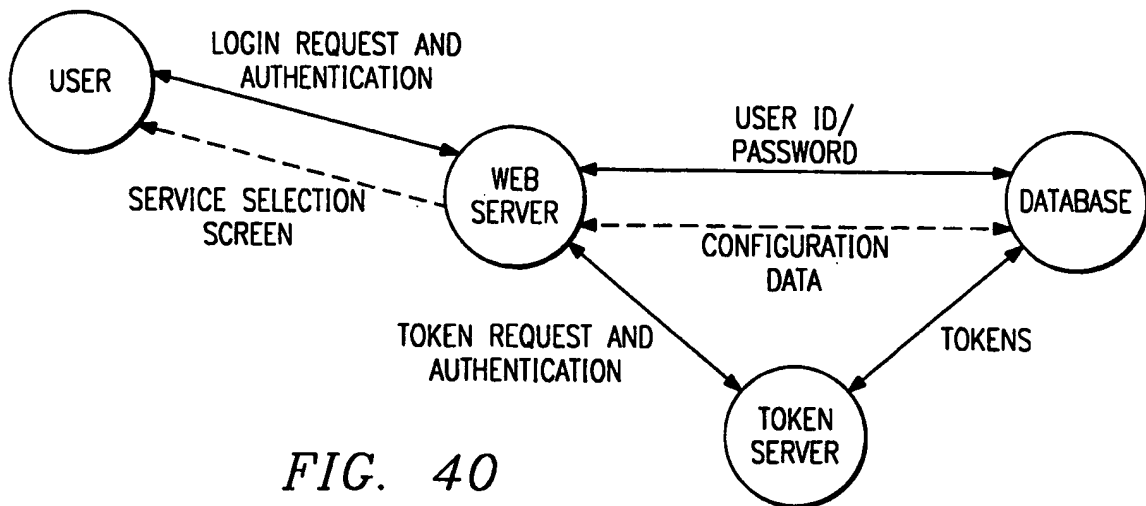 LOGIN REQUEST AND
AUTHENTICATION
USER
USER ID/
PASSWORD
WEB
SERVER
DATABASE
SERVICE SELECTION
SCREEN
CONFIGURATION
DATA
TOKEN REQUEST AND
AUTHENTICATION
TOKENS
TOKEN
SERVER
FIG. 40